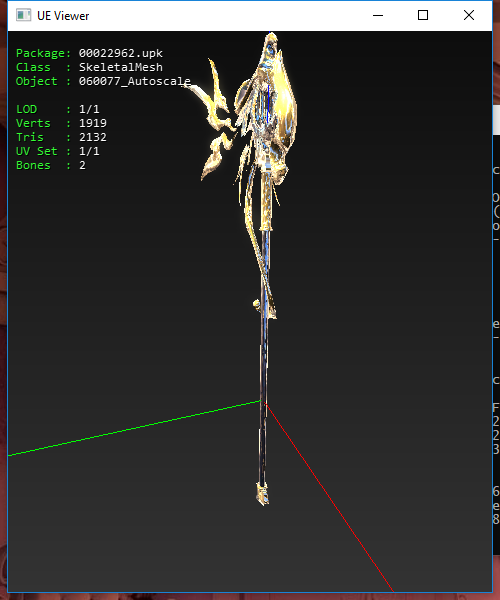 UE Viewer
Package: 00022962.upk
Class  : SkeletalMesh
Object : 060077_Autoscale
LOD    : 1/1
Verts  : 1919
Tris   : 2132
UV Set : 1/1
Bones  : 2